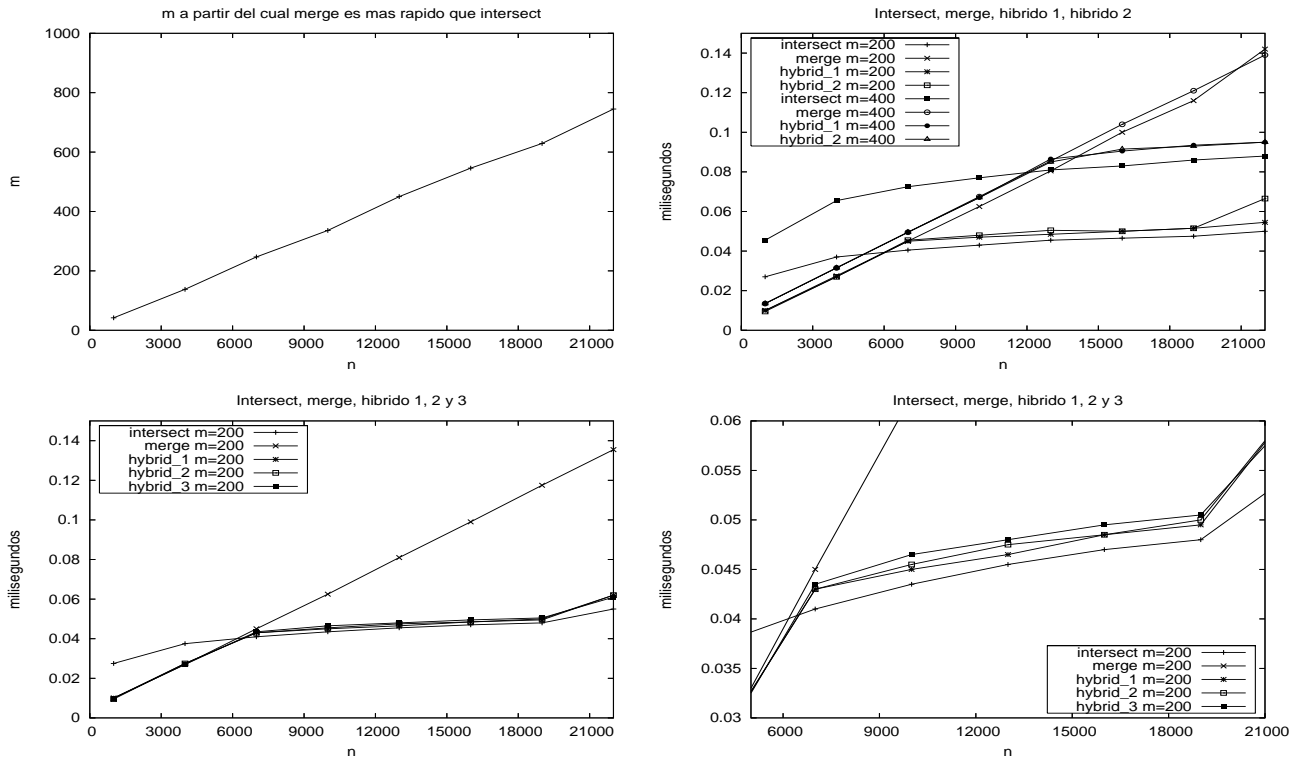 m a partir del cual merge es mas rapido que intersect
1000
800
600
400
200
0
m
0 3000 6000 9000 12000 15000 18000 21000
n
Intersect, merge, hibrido 1, hibrido 2
intersect m=200
merge m=200
hybrid_1 m=200
hybrid_2 m=200
intersect m=400
merge m=400
hybrid_1 m=400
hybrid_2 m=400
0.14
0.12
0.1
0.08
0.06
0.04
0.02
0
milisegundos
0 3000 6000 9000 12000 15000 18000 21000
n
Intersect, merge, hibrido 1, 2 y 3
intersect m=200
merge m=200
hybrid_1 m=200
hybrid_2 m=200
hybrid_3 m=200
0.14
0.12
0.1
0.08
0.06
0.04
0.02
0
milisegundos
0 3000 6000 9000 12000 15000 18000 21000
n
Intersect, merge, hibrido 1, 2 y 3
0.06
0.055
0.05
0.045
0.04
0.035
0.03
milisegundos
intersect m=200
merge m=200
hybrid_1 m=200
hybrid_2 m=200
hybrid_3 m=200
6000 9000 12000 15000 18000 21000
n